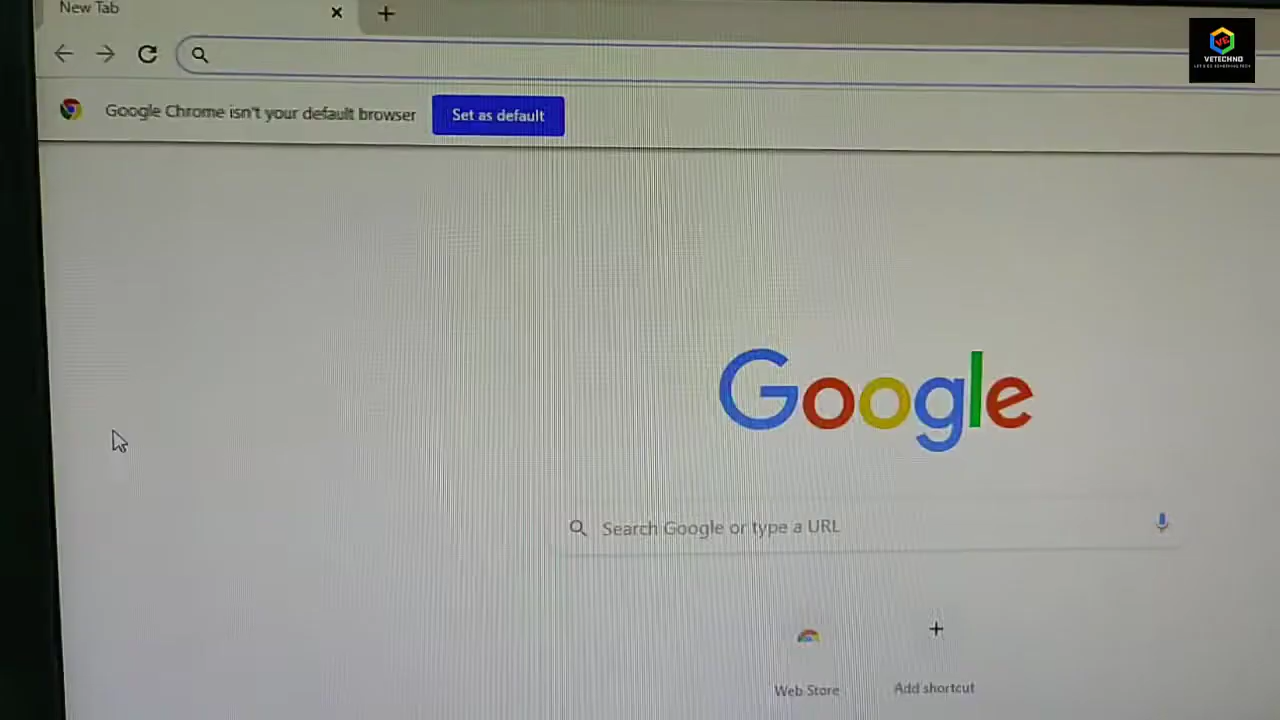 New Tab
VETECHNO
Google Chrome isn't your default browser
Set as default
Google
Search Google or type a URL
Web Store
Add shortcut